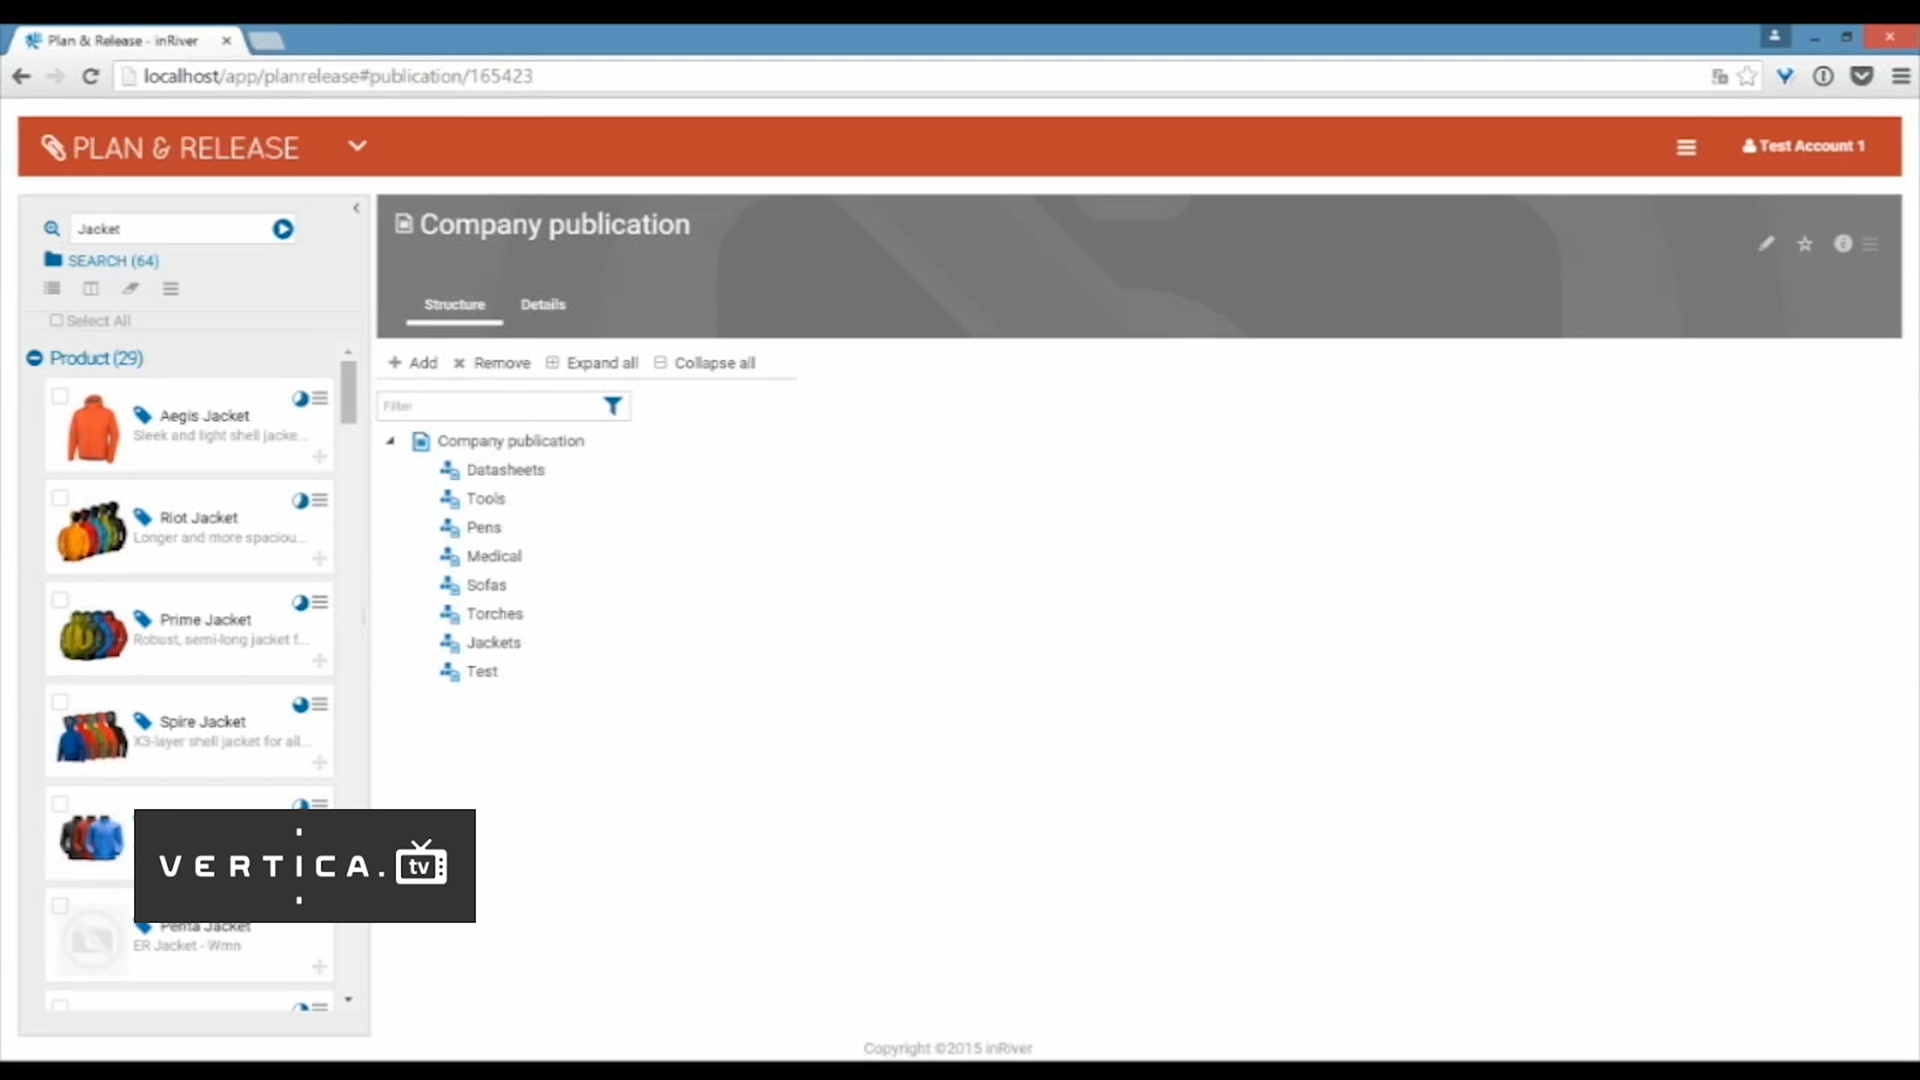 Plan & Release - inRiver
localhost/app/planrelease#publication/165423
PLAN & RELEASE
Test Account 1
Jacket
SEARCH (64)
Select All
Product (29)
Aegis Jacket
Sleek and light shell jacke...
Riot Jacket
Longer and more spaciou...
Prime Jacket
Robust, semi-long jacket f...
Spire Jacket
X3-layer shell jacket for all...
Penta Jacket
ER Jacket - Wmn
VERTICA.tv
Company publication
Structure Details
Add Remove Expand all Collapse all
Filter
Company publication
Datasheets
Tools
Pens
Medical
Sofas
Torches
Jackets
Test
Copyright ©2015 inRiver